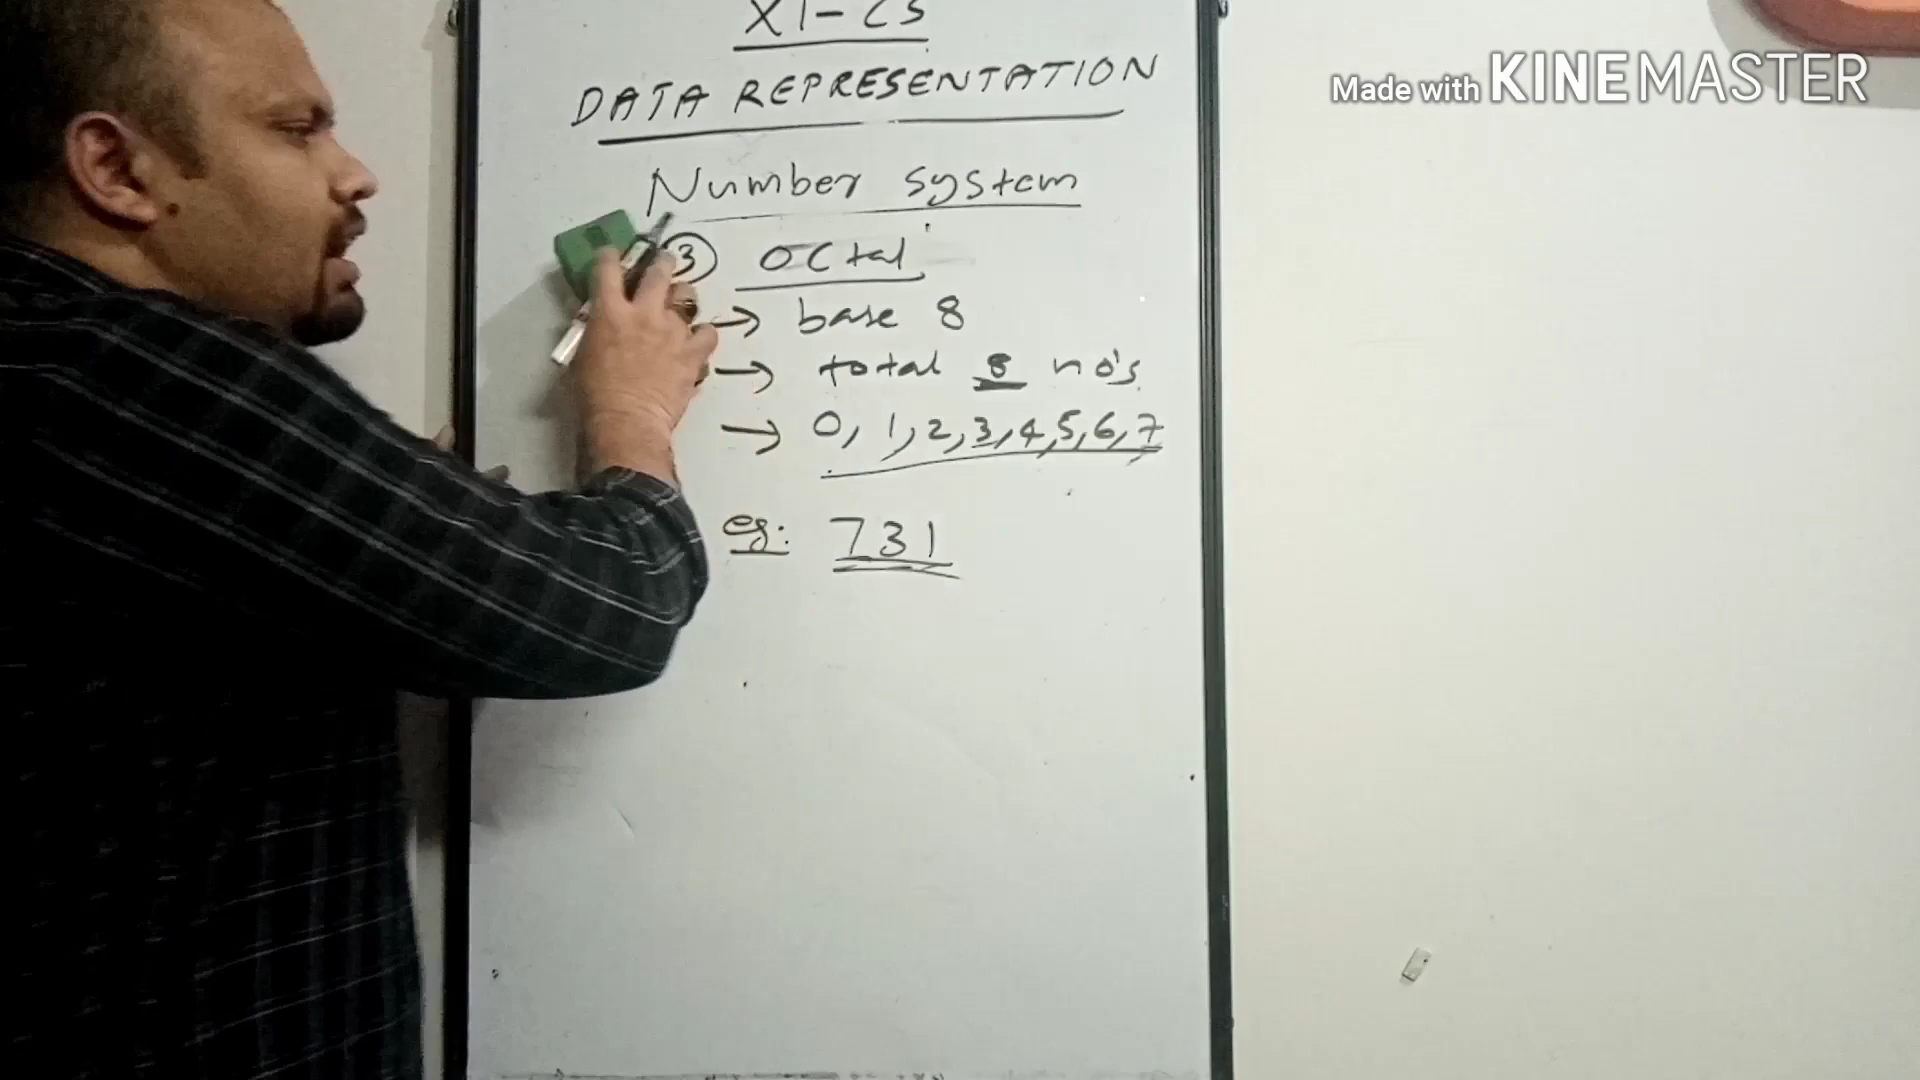 XI-CS
DATA REPRESENTATION
Number system
③ Octal
→ base 8
→ total 8 no's.
→ 0, 1, 2, 3, 4, 5, 6, 7
eg: 731
Made with KINEMASTER